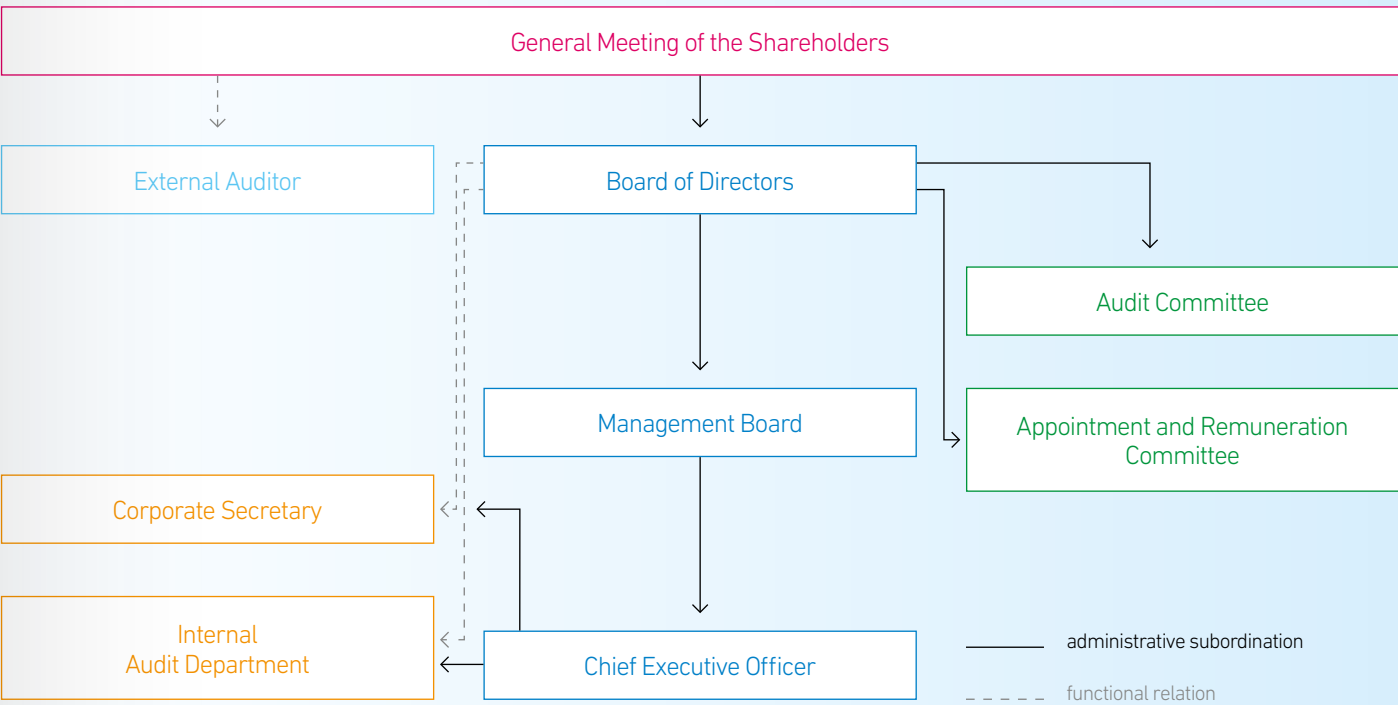 General Meeting of the Shareholders
External Auditor
Board of Directors
Audit Committee
Management Board
Appointment and Remuneration
Committee
Corporate Secretary
Internal
Audit Department
Chief Executive Officer
administrative subordination
functional relation